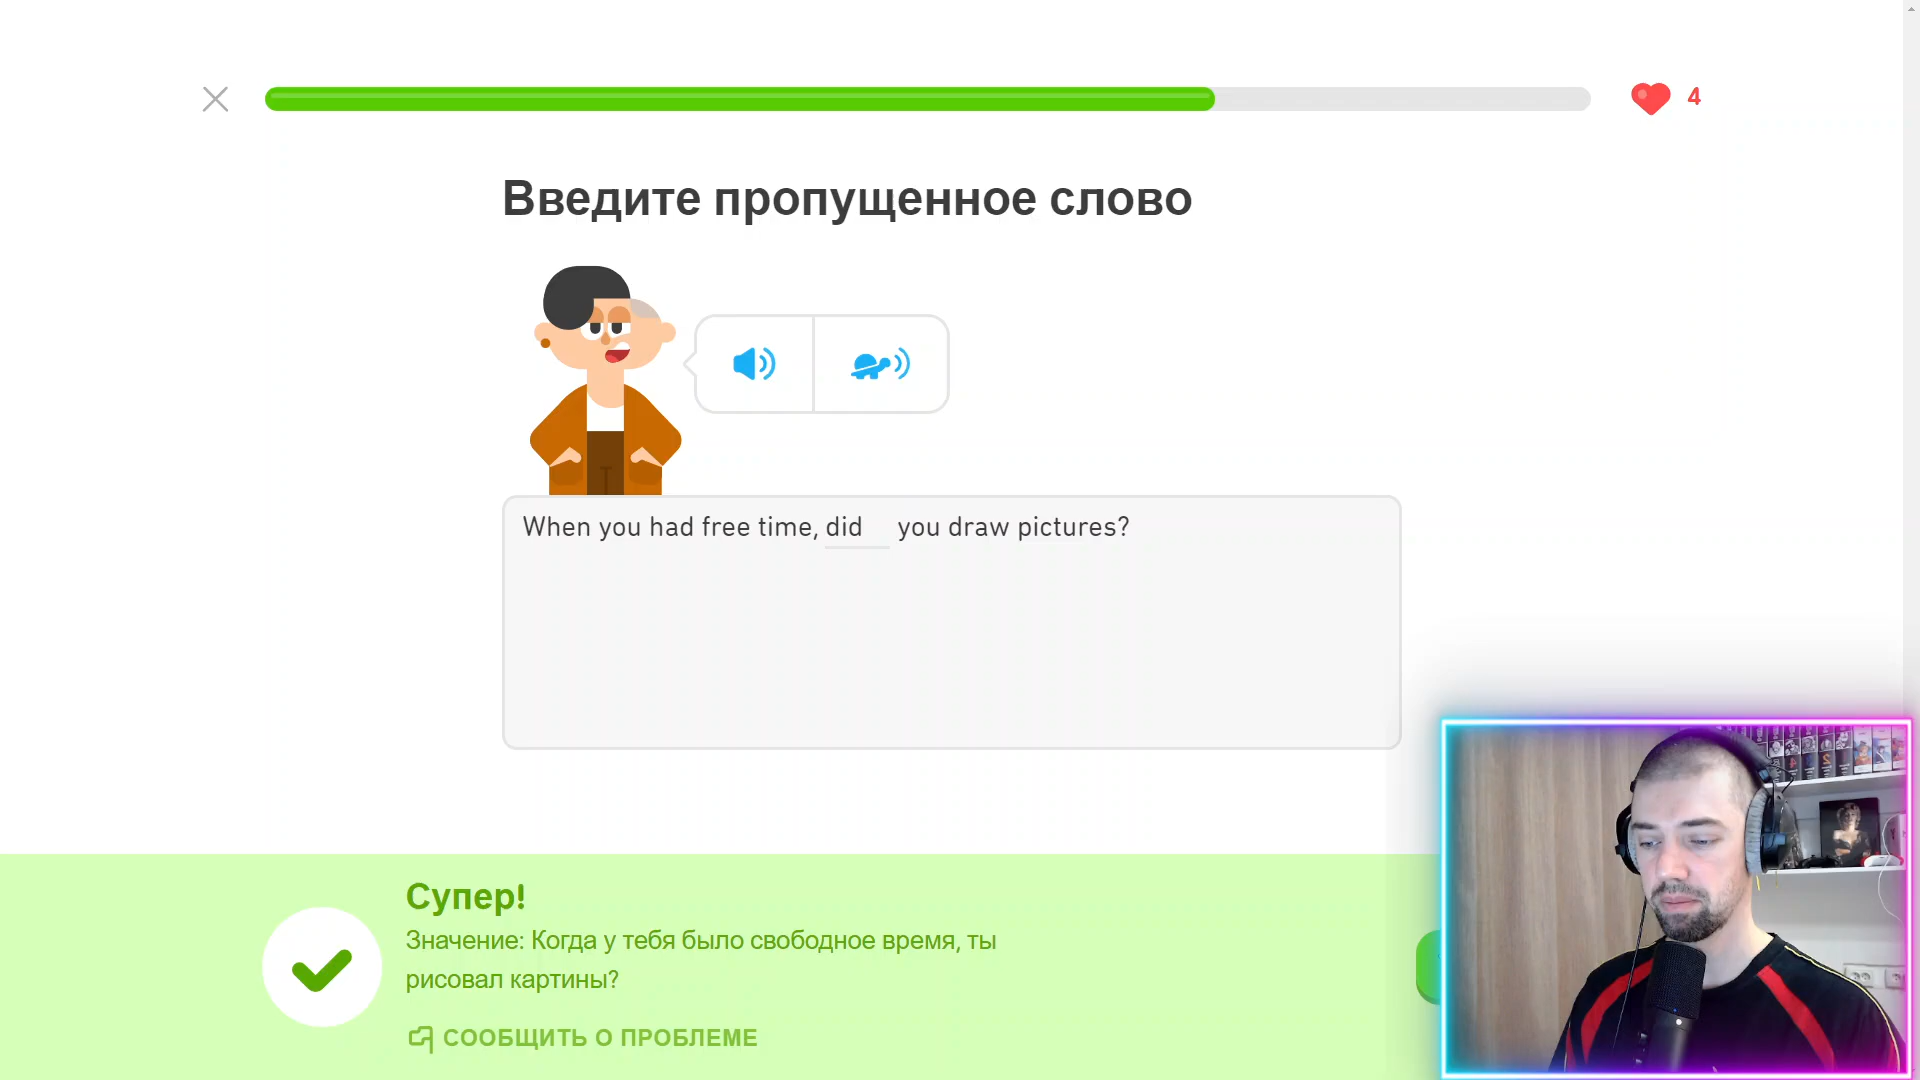 4
Введите пропущенное слово
When you had free time, did you draw pictures?
Супер!
Значение: Когда у тебя было свободное время, ты
рисовал картины?
СООБЩИТЬ О ПРОБЛЕМЕ